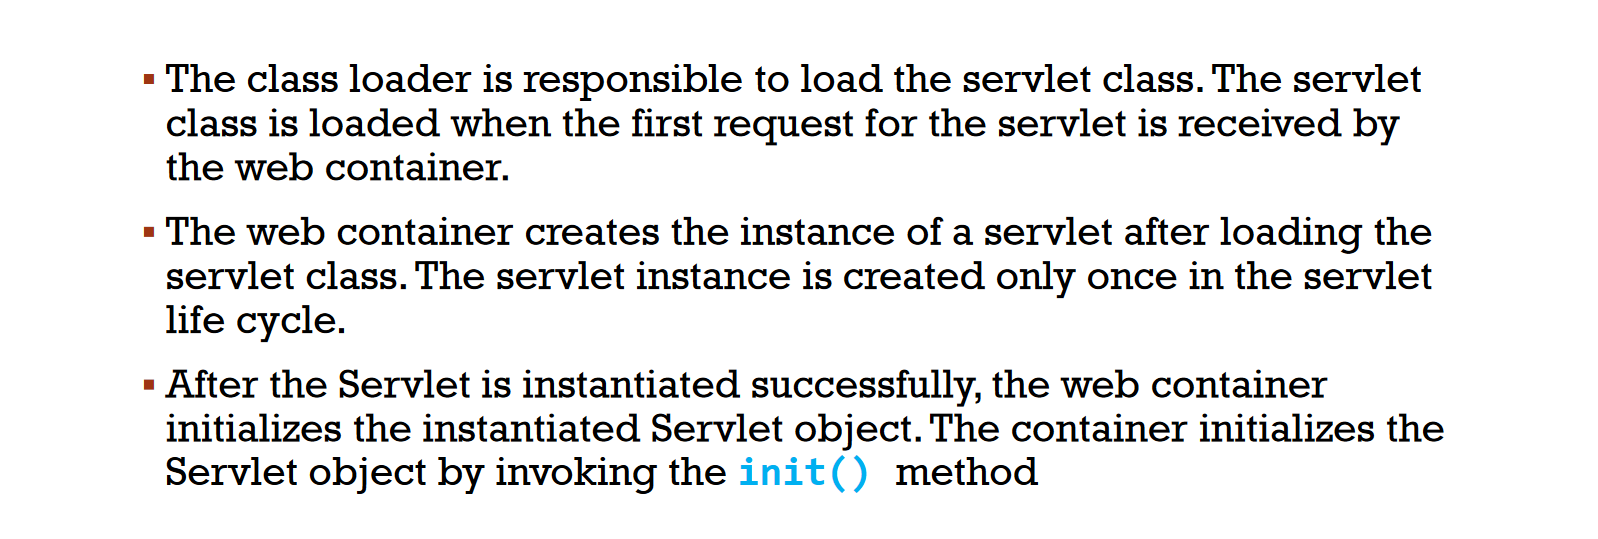 ▪ The class loader is responsible to load the servlet class. The servlet
class is loaded when the first request for the servlet is received by
the web container.
▪ The web container creates the instance of a servlet after loading the
servlet class. The servlet instance is created only once in the servlet
life cycle.
▪ After the Servlet is instantiated successfully, the web container
initializes the instantiated Servlet object. The container initializes the
Servlet object by invoking the init() method